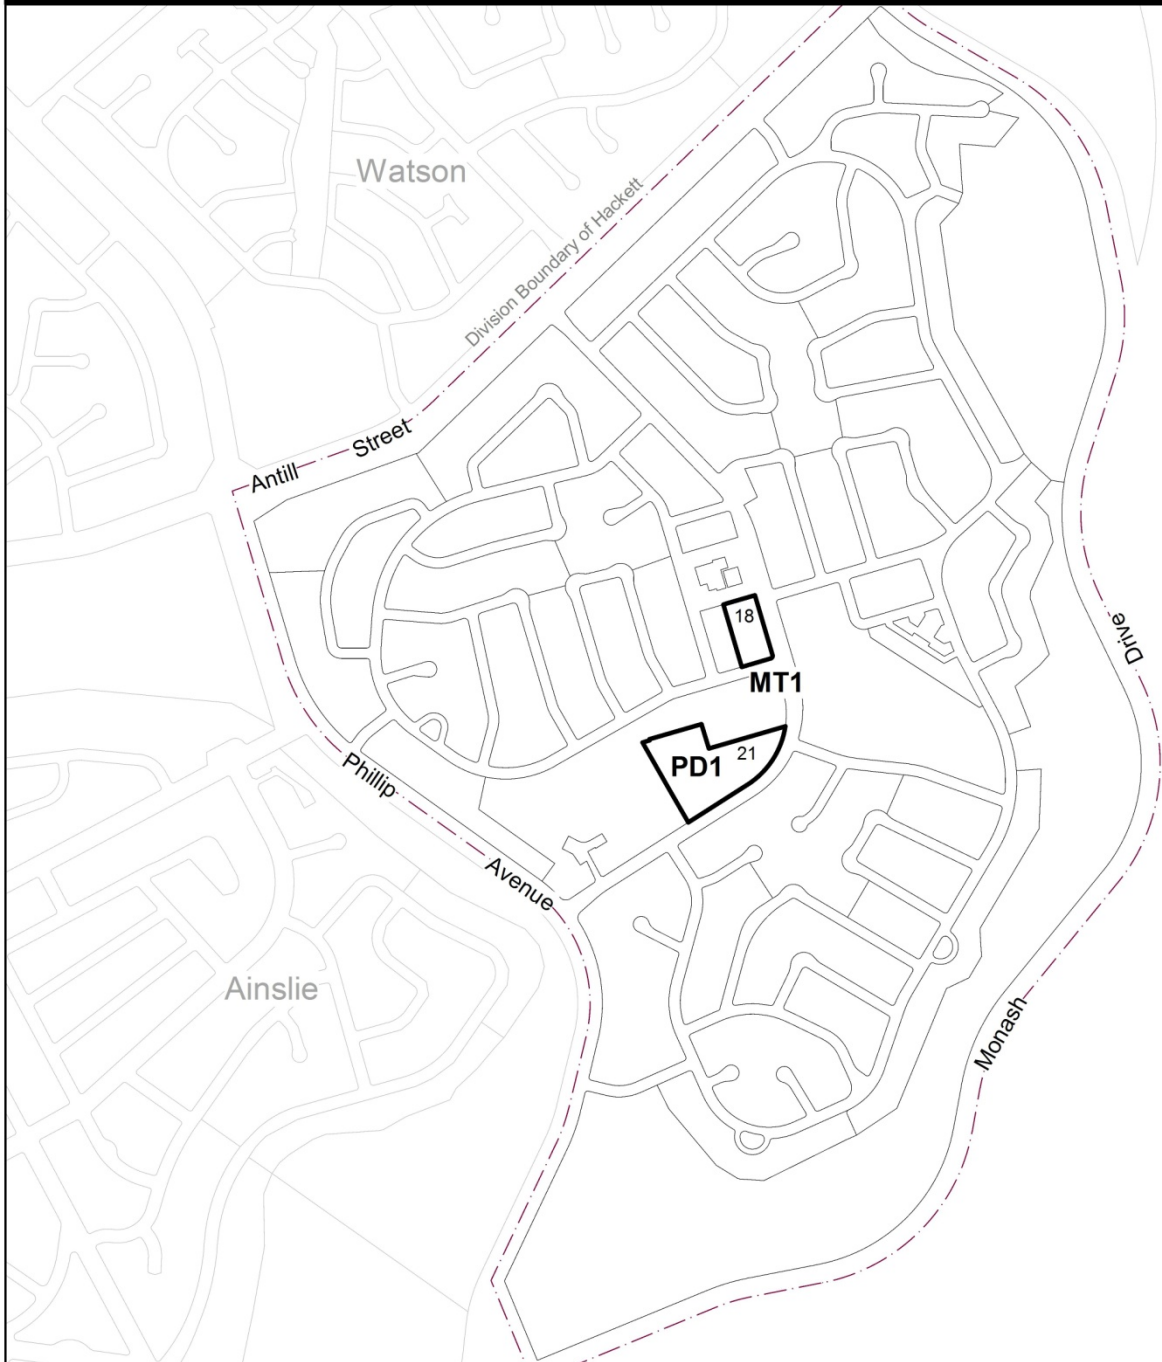 Watson
Division Boundary of Hackett
Antill Street
18
MT1
Drive
PD1 21
Phillip Avenue
Ainslie
Monash